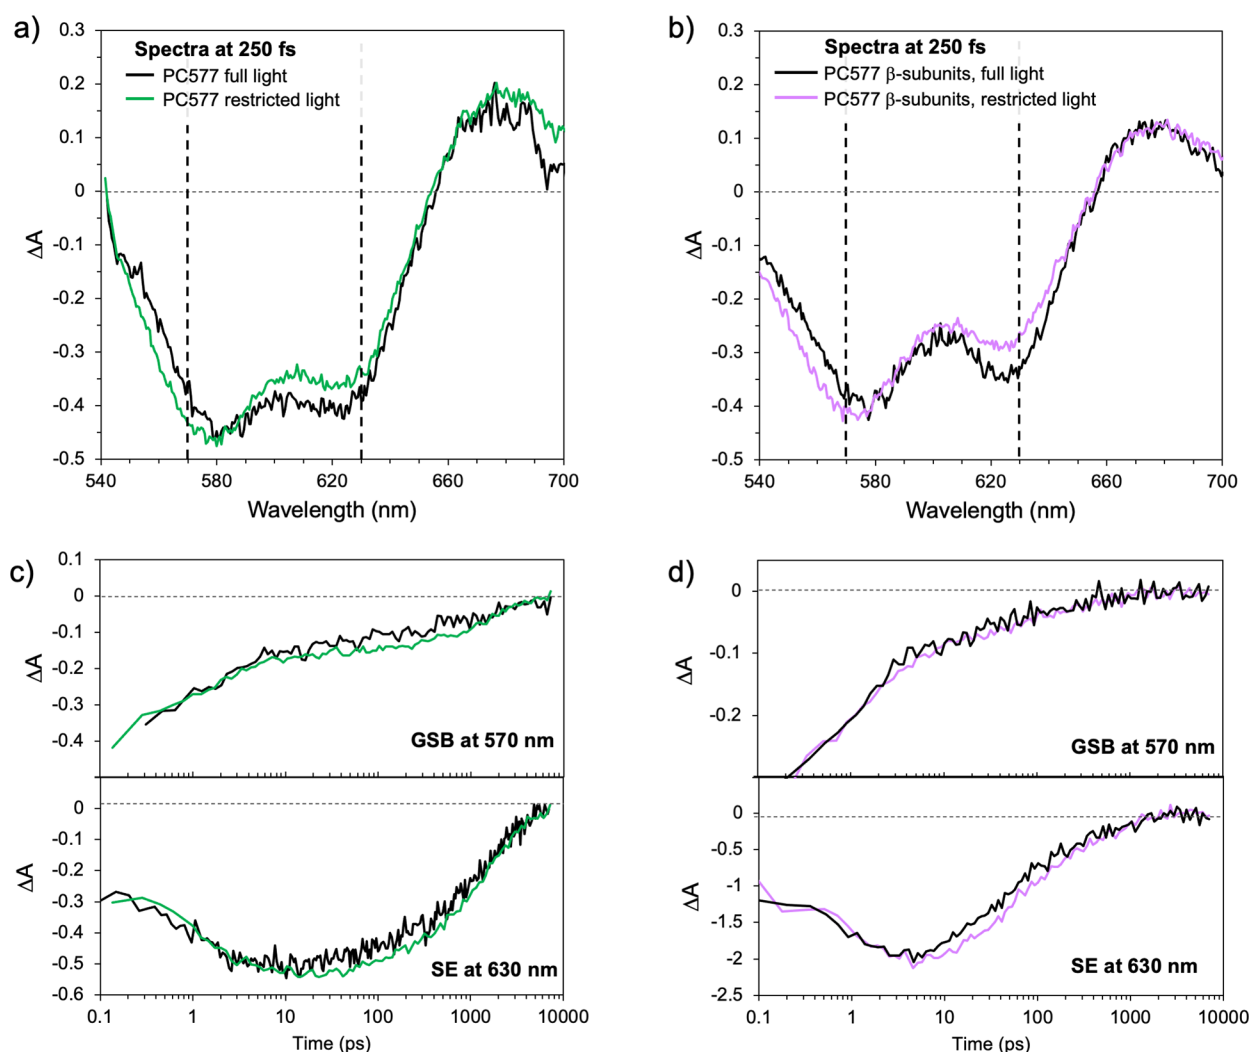 a)
Spectra at 250 fs
PC577 full light
PC577 restricted light
0.3
0.2
0.1
0
-0.1
-0.2
-0.3
-0.4
-0.5
ΔA
540
580
620
660
700
Wavelength (nm)
b)
Spectra at 250 fs
PC577 β-subunits, full light
PC577 β-subunits, restricted light
0.3
0.2
0.1
0
-0.1
-0.2
-0.3
-0.4
-0.5
ΔA
540
580
620
660
700
Wavelength (nm)
c)
0.1
0
-0.1
-0.2
-0.3
-0.4
ΔA
GSB at 570 nm
0
-0.1
-0.2
-0.3
-0.4
-0.5
-0.6
ΔA
SE at 630 nm
0.1
1
10
100
1000
10000
Time (ps)
d)
0
-0.1
-0.2
ΔA
GSB at 570 nm
0
-0.5
-1
-1.5
-2
-2.5
ΔA
SE at 630 nm
0.1
1
10
100
1000
10000
Time (ps)